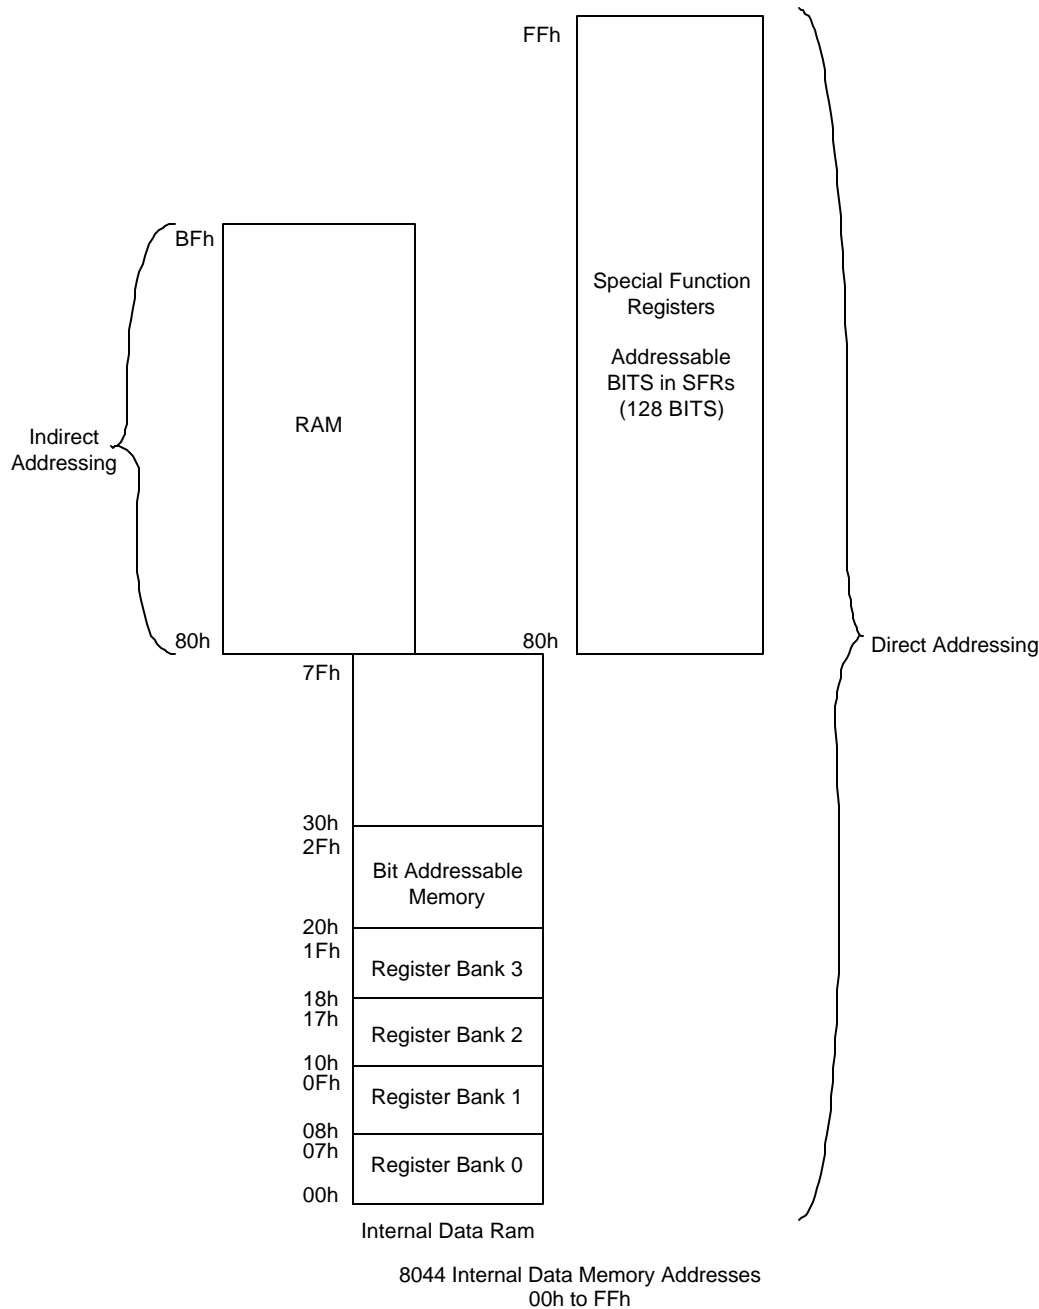 FFh
BFh
Special Function
Registers
Addressable
BITS in SFRs
(128 BITS)
RAM
Indirect
Addressing
80h
80h
Direct Addressing
7Fh
30h
2Fh
Bit Addressable
Memory
20h
1Fh
Register Bank 3
18h
17h
Register Bank 2
10h
0Fh
Register Bank 1
08h
07h
Register Bank 0
00h
Internal Data Ram
8044 Internal Data Memory Addresses
00h to FFh